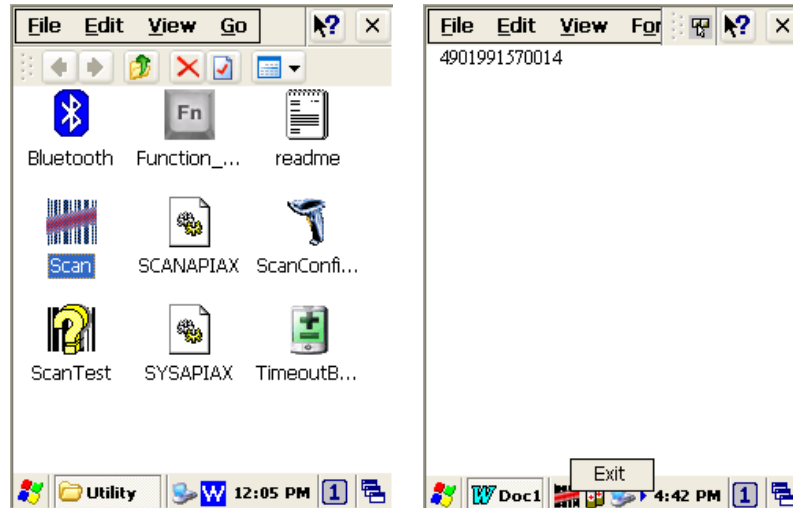 File Edit View Go
Bluetooth Function_... readme
Scan SCANAPIAX ScanConfi...
ScanTest SYSAPIAX TimeoutB...
Utility W 12:05 PM 1
File Edit View For
4901991570014
Exit
W Doc1 4:42 PM 1